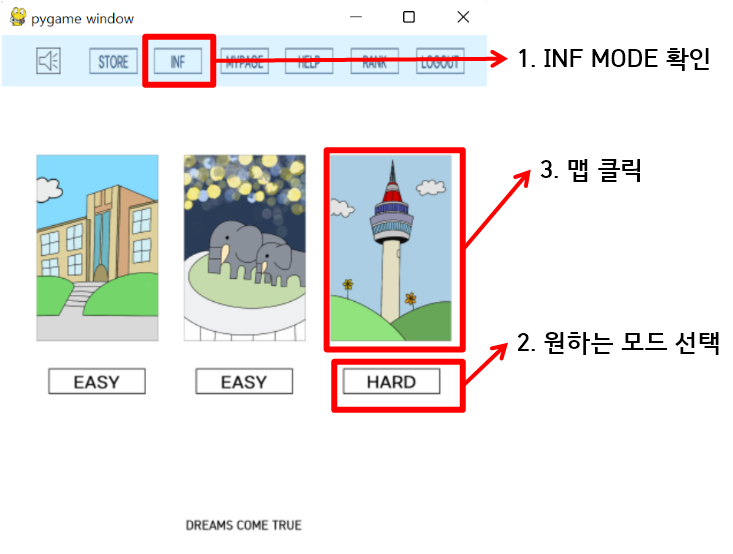 pygame window
STORE
INF
MYPAGE
HELP
RANK
LOGOUT
1. INF MODE 확인
3. 맵 클릭
2. 원하는 모드 선택
EASY
EASY
HARD
DREAMS COME TRUE